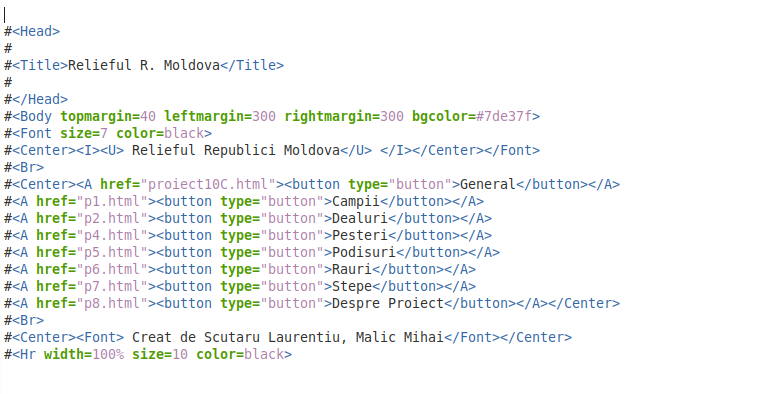 #<Head>
#
#<Title>Relieful R. Moldova</Title>
#
#</Head>
#<Body topmargin=40 leftmargin=300 rightmargin=300 bgcolor=#7de37f>
#<Font size=7 color=black>
#<Center><I><U> Relieful Republici Moldova</U> </I></Center></Font>
#<Br>
#<Center><A href="proiect10C.html"><button type="button">General</button></A>
#<A href="p1.html"><button type="button">Campii</button></A>
#<A href="p2.html"><button type="button">Dealuri</button></A>
#<A href="p4.html"><button type="button">Pesteri</button></A>
#<A href="p5.html"><button type="button">Podisuri</button></A>
#<A href="p6.html"><button type="button">Rauri</button></A>
#<A href="p7.html"><button type="button">Stepe</button></A>
#<A href="p8.html"><button type="button">Despre Proiect</button></A></Center>
#<Br>
#<Center><Font> Creat de Scutaru Laurentiu, Malic Mihai</Font></Center>
#<Hr width=100% size=10 color=black>